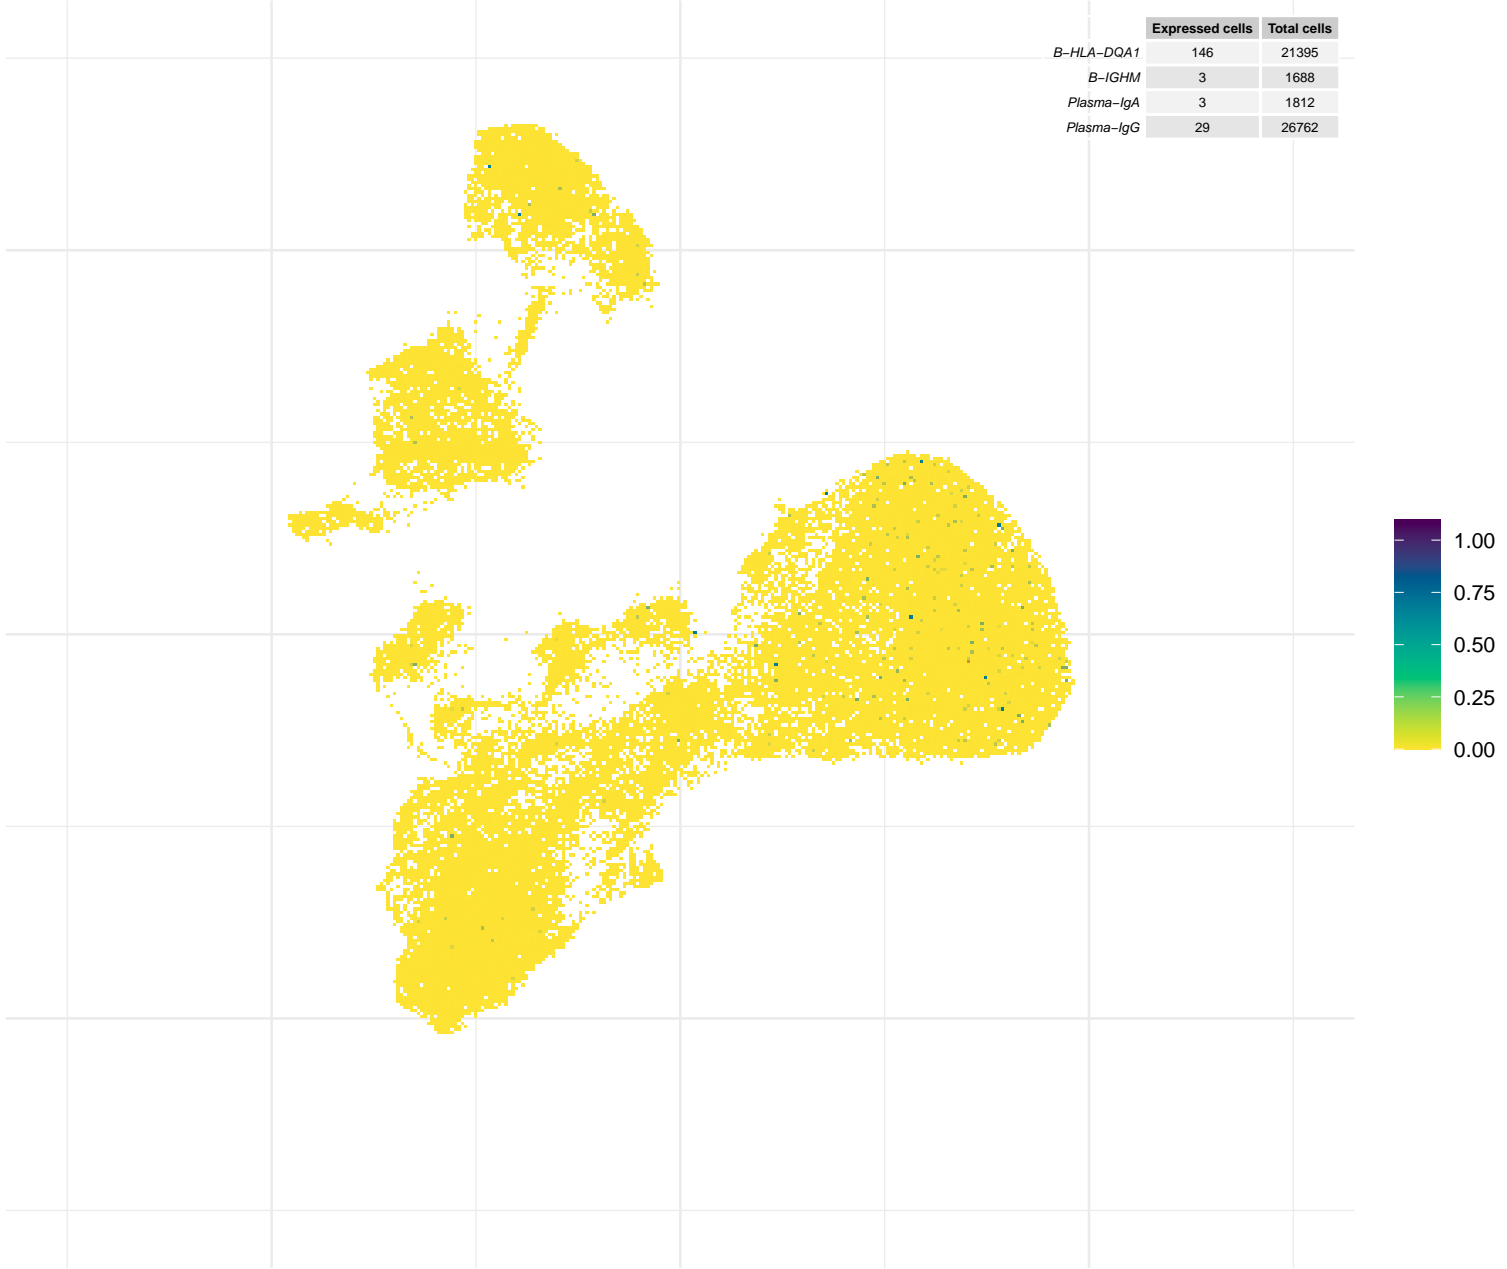 Expressed cells Total cells
B−HLA−DQA1 146 21395
B−IGHM 3 1688
Plasma−IgA 3 1812
Plasma−IgG 29 26762
1.00
0.75
0.50
0.25
0.00